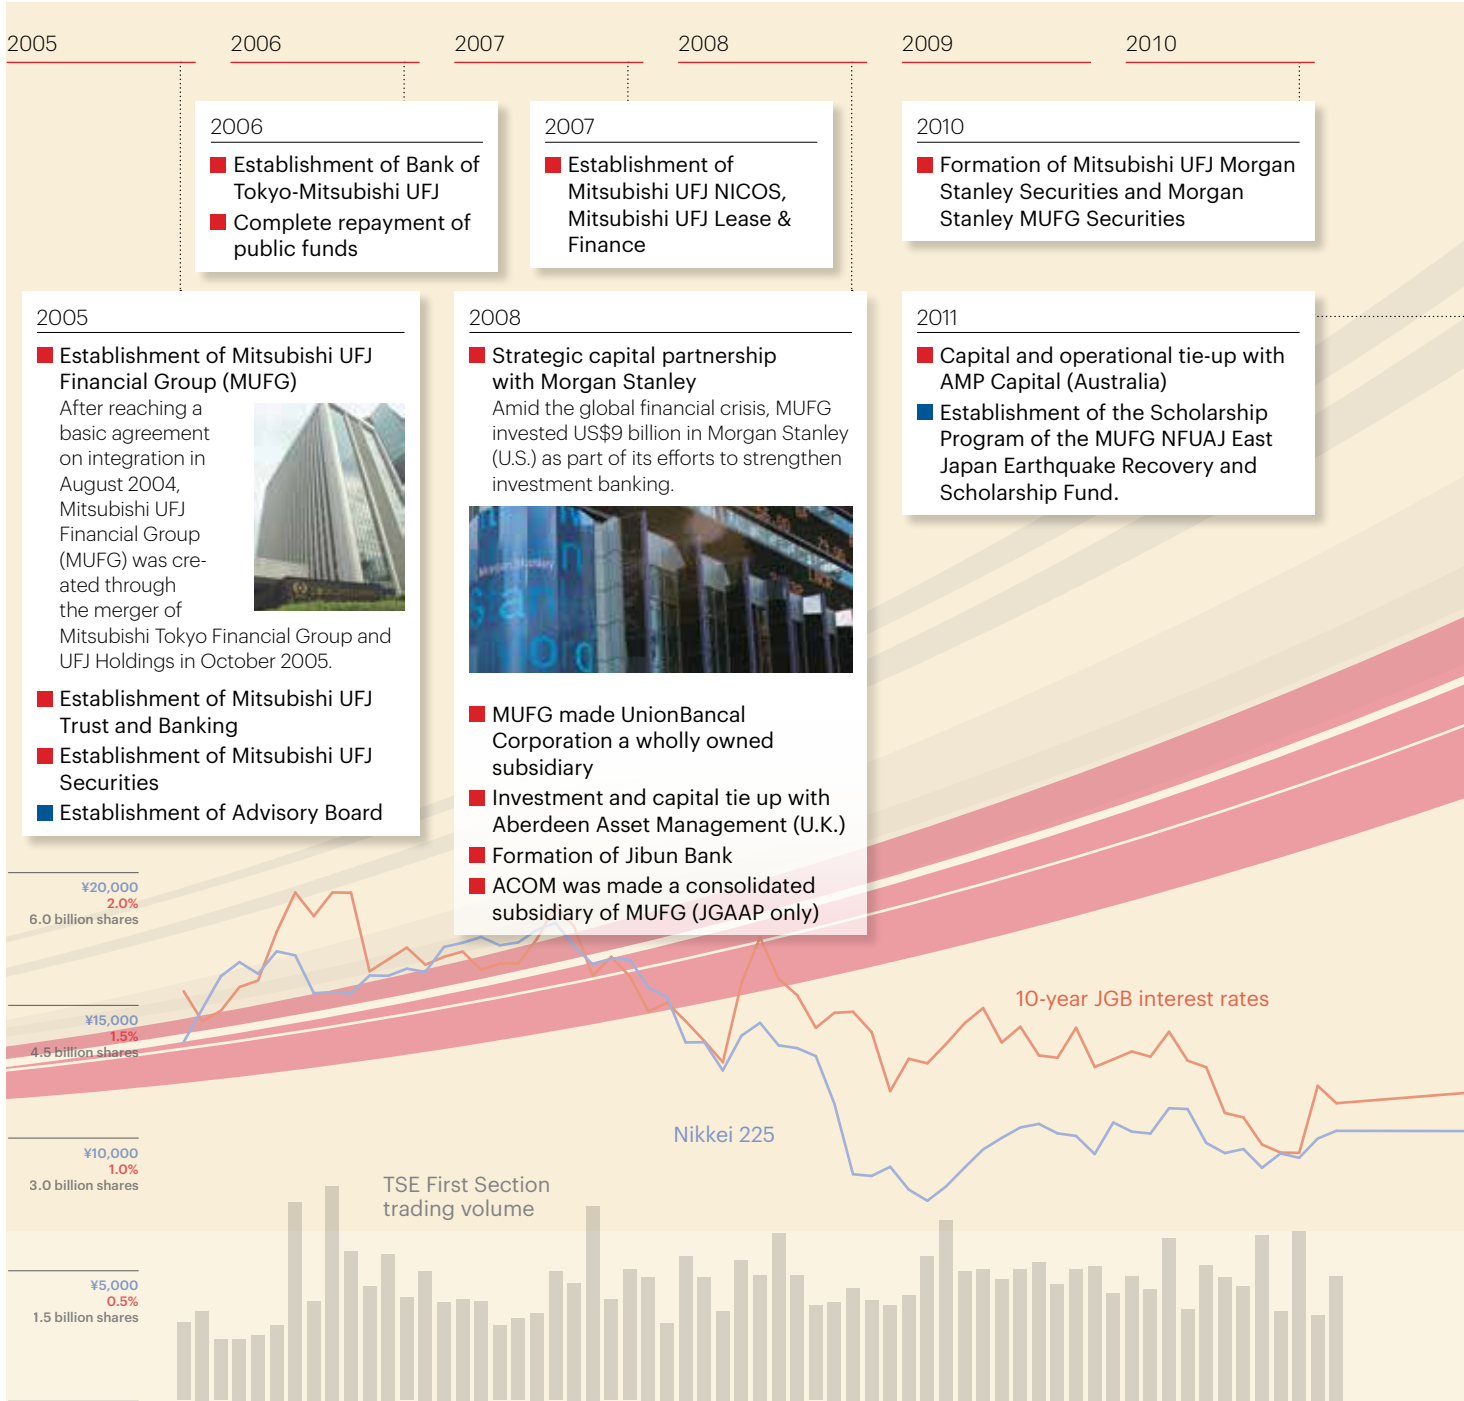 2005
2006
2007
2008
2009
2010
2006
Establishment of Bank of
Tokyo-Mitsubishi UFJ
Complete repayment of
public funds
2007
Establishment of
Mitsubishi UFJ NICOS,
Mitsubishi UFJ Lease &
Finance
2010
Formation of Mitsubishi UFJ Morgan
Stanley Securities and Morgan
Stanley MUFG Securities
2005
Establishment of Mitsubishi UFJ
Financial Group (MUFG)
After reaching a
basic agreement
on integration in
August 2004,
Mitsubishi UFJ
Financial Group
(MUFG) was cre-
ated through
the merger of
Mitsubishi Tokyo Financial Group and
UFJ Holdings in October 2005.
Establishment of Mitsubishi UFJ
Trust and Banking
Establishment of Mitsubishi UFJ
Securities
Establishment of Advisory Board
2008
Strategic capital partnership
with Morgan Stanley
Amid the global financial crisis, MUFG
invested US$9 billion in Morgan Stanley
(U.S.) as part of its efforts to strengthen
investment banking.
MorganStanley
MUFG made UnionBancal
Corporation a wholly owned
subsidiary
Investment and capital tie up with
Aberdeen Asset Management (U.K.)
Formation of Jibun Bank
ACOM was made a consolidated
subsidiary of MUFG (JGAAP only)
2011
Capital and operational tie-up with
AMP Capital (Australia)
Establishment of the Scholarship
Program of the MUFG NFUAJ East
Japan Earthquake Recovery and
Scholarship Fund.
¥20,000
2.0%
6.0 billion shares
¥15,000
1.5%
4.5 billion shares
¥10,000
1.0%
3.0 billion shares
¥5,000
0.5%
1.5 billion shares
10-year JGB interest rates
Nikkei 225
TSE First Section
trading volume